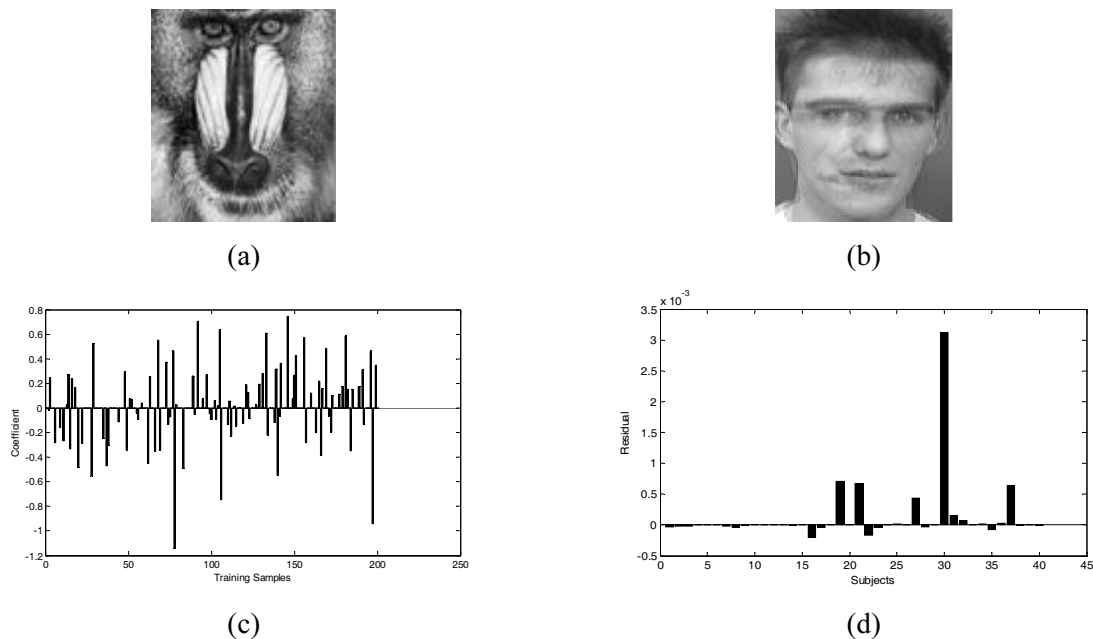 (a)
(b)
0.8
0.6
0.4
0.2
0
-0.2
-0.4
-0.6
-0.8
-1
-1.2
Coefficient
0 50 100 150 200 250
Training Samples
x 10⁻³
3.5
3
2.5
2
1.5
1
0.5
0
-0.5
Residual
0 5 10 15 20 25 30 35 40 45
Subjects
(c)
(d)